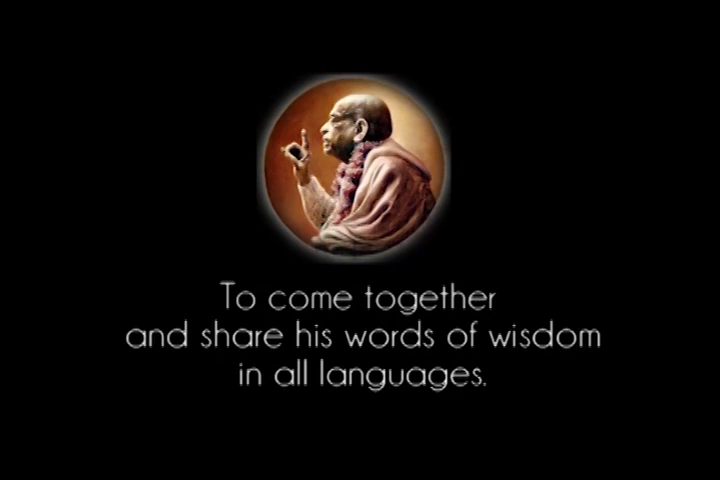 To come together
and share his words of wisdom
in all languages.